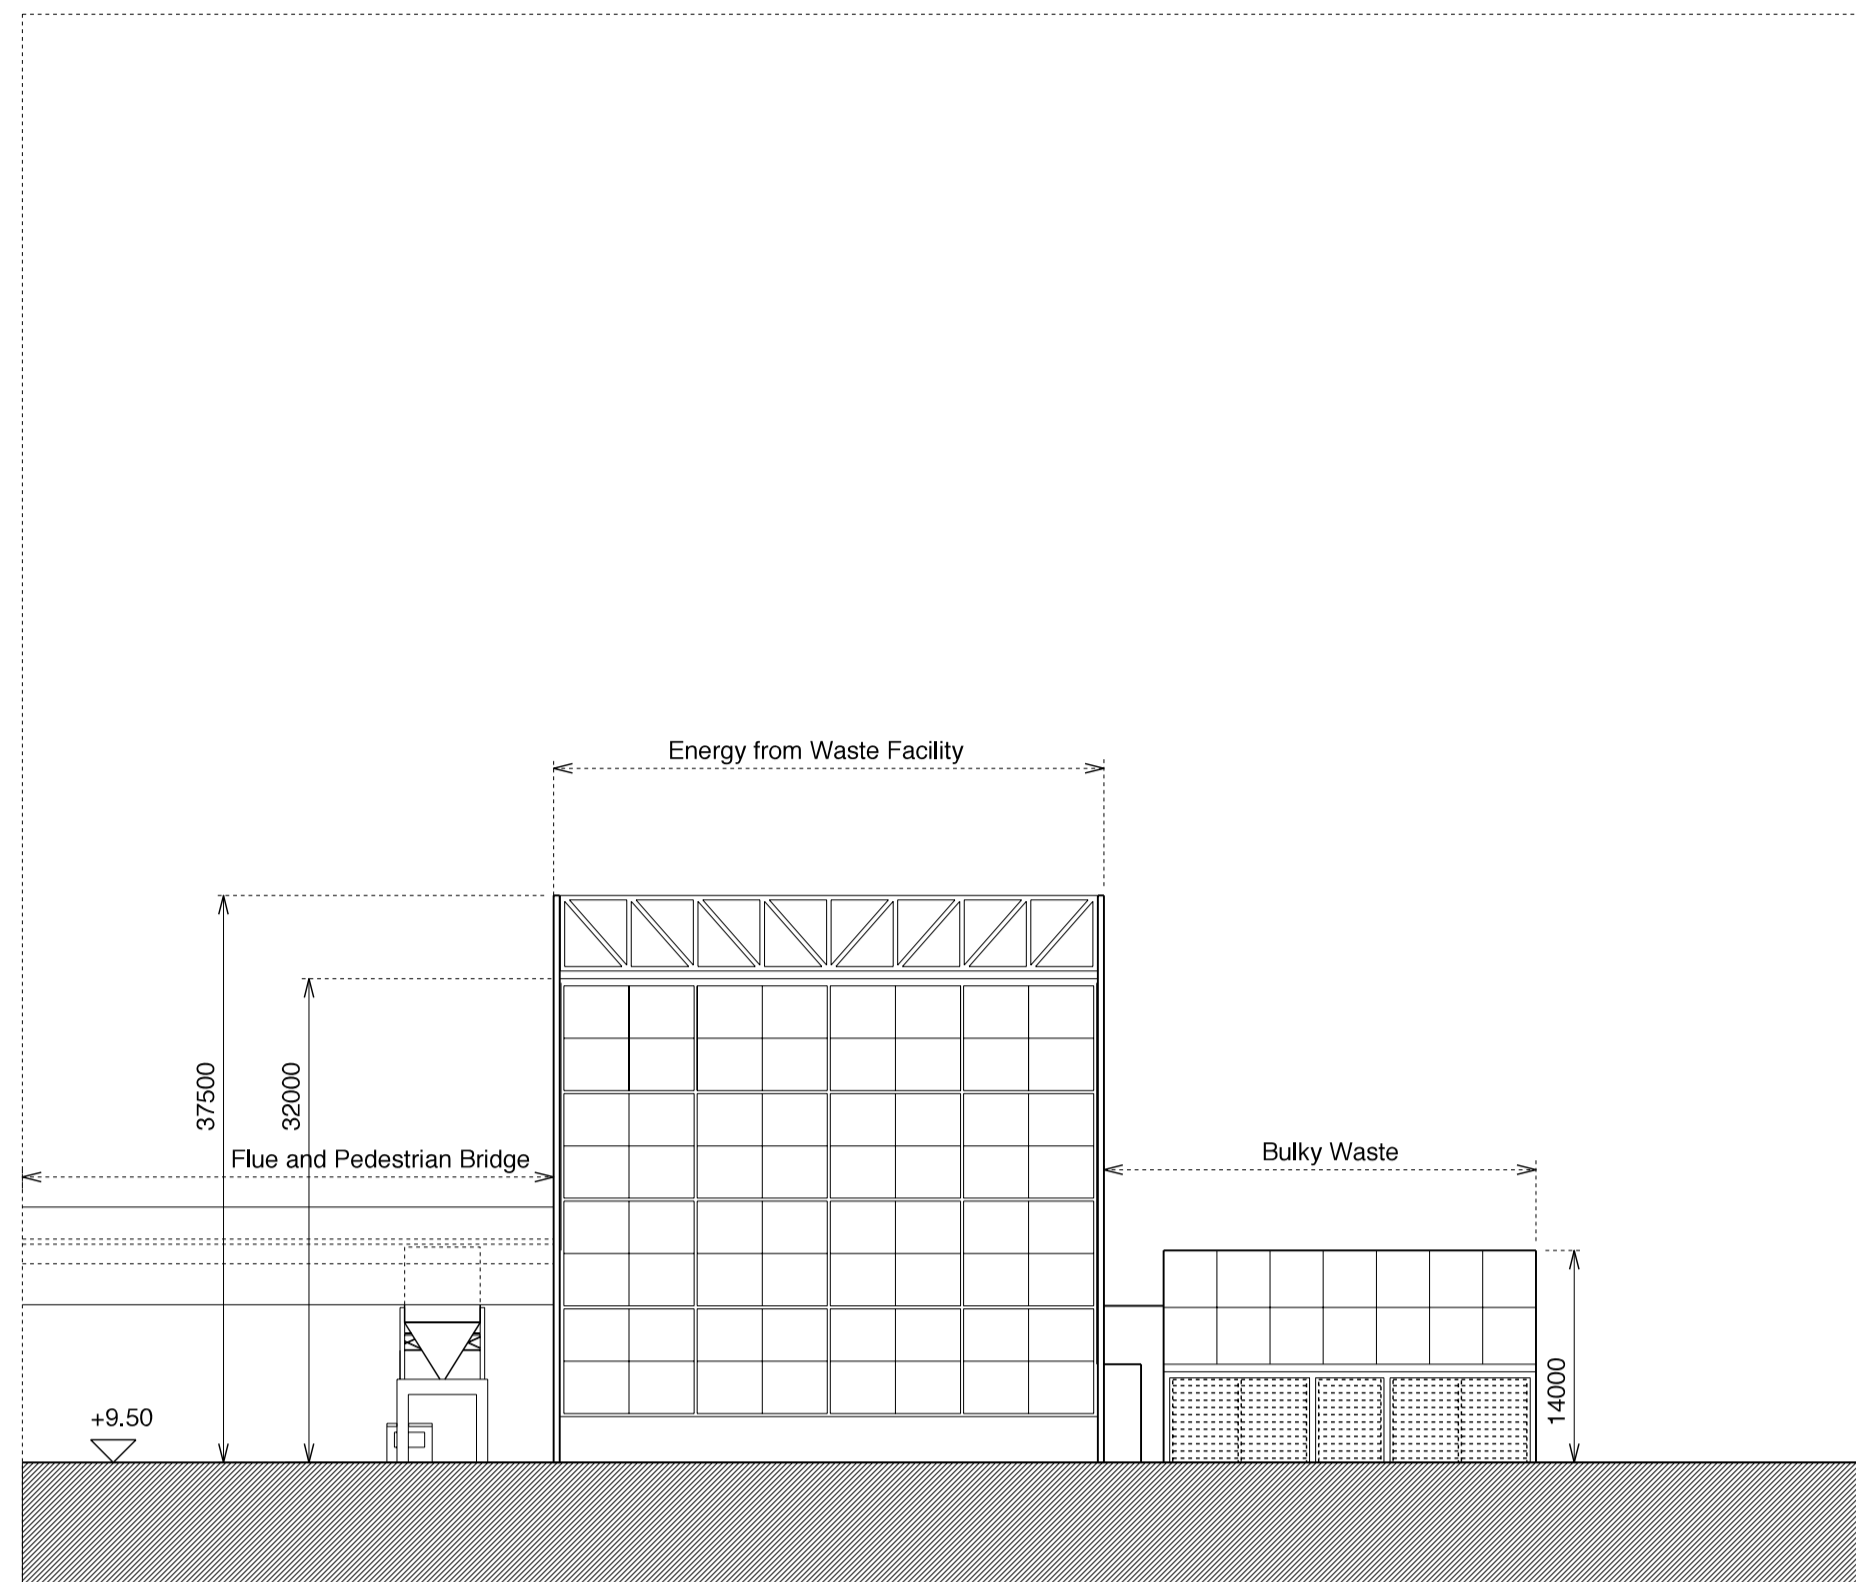 Energy from Waste Facility
37500
32000
Flue and Pedestrian Bridge
Bulky Waste
14000
+9.50